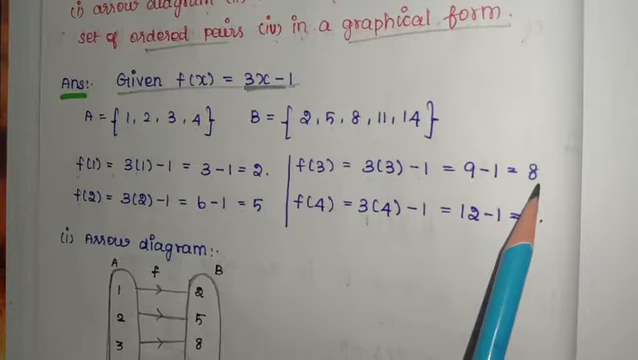 (i) arrow diagram
set of ordered pairs (iv) in a graphical form.
Ans:- Given f(x) = 3x-1
A = {1, 2, 3, 4} B = {2, 5, 8, 11, 14}
f(1) = 3(1)-1 = 3-1 = 2. f(3) = 3(3)-1 = 9-1 = 8
f(2) = 3(2)-1 = 6-1 = 5 f(4) = 3(4)-1 = 12-1 =
(i) Arrow diagram:-
A f B
1 2
2 5
3 8